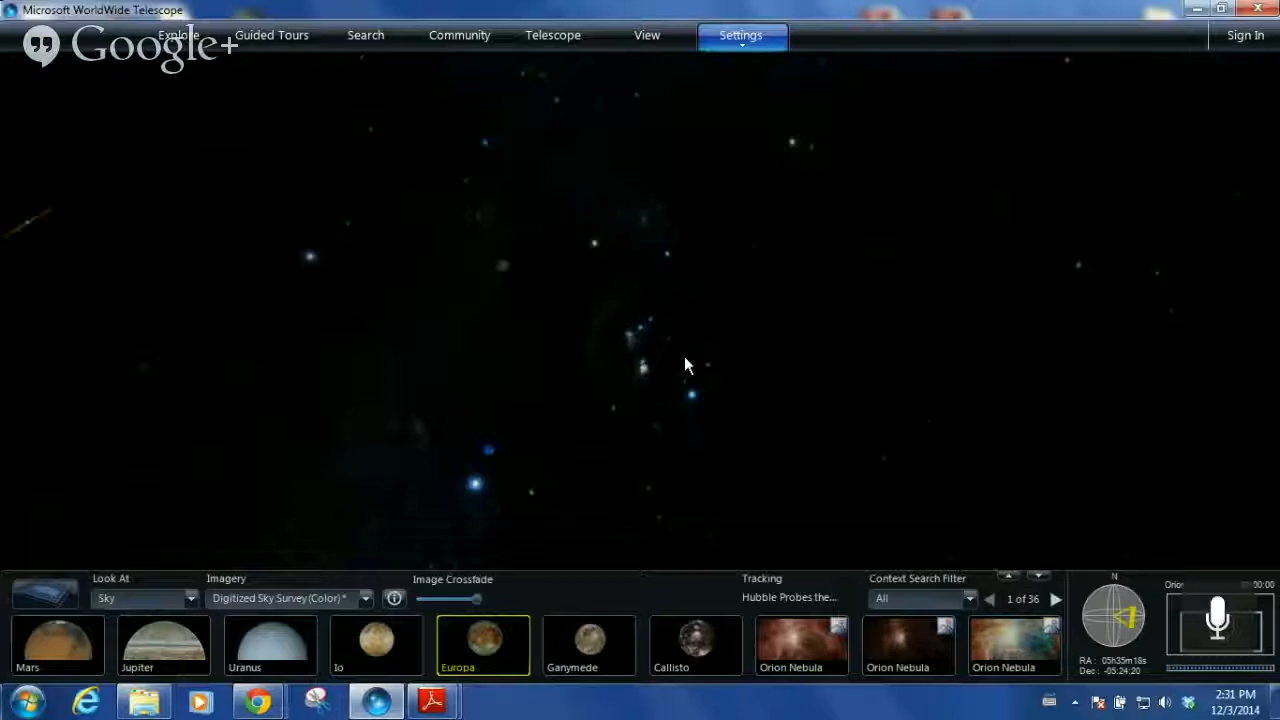 Microsoft WorldWide Telescope
Google+
Explore Guided Tours Search Community Telescope View Settings Sign In
Look At Imagery Image Crossfade Tracking Context Search Filter
Sky Digitized Sky Survey(Color)* Hubble Probes the... All 1 of 36
N
00:00
Mars Jupiter Uranus Io Europa Ganymede Callisto Orion Nebula Orion Nebula Orion Nebula
RA : 05h35m18s
Dec : -05:24:20
2:31 PM
12/3/2014